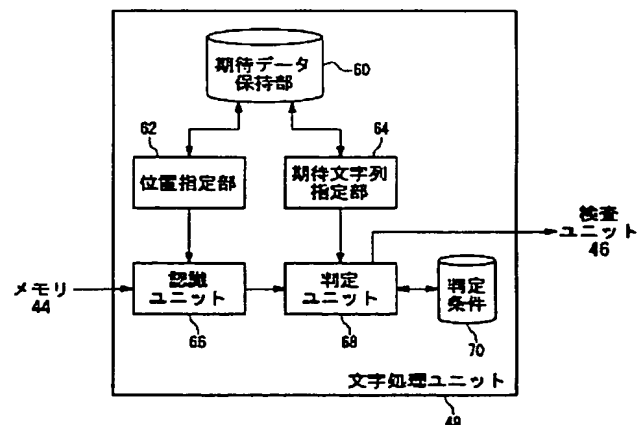 期待データ
保持部
60
62
64
位置指定部
期待文字列
指定部
検査
ユニット
46
メモリ
44
認識
ユニット
判定
ユニット
判定
条件
66
68
70
文字処理ユニット
49